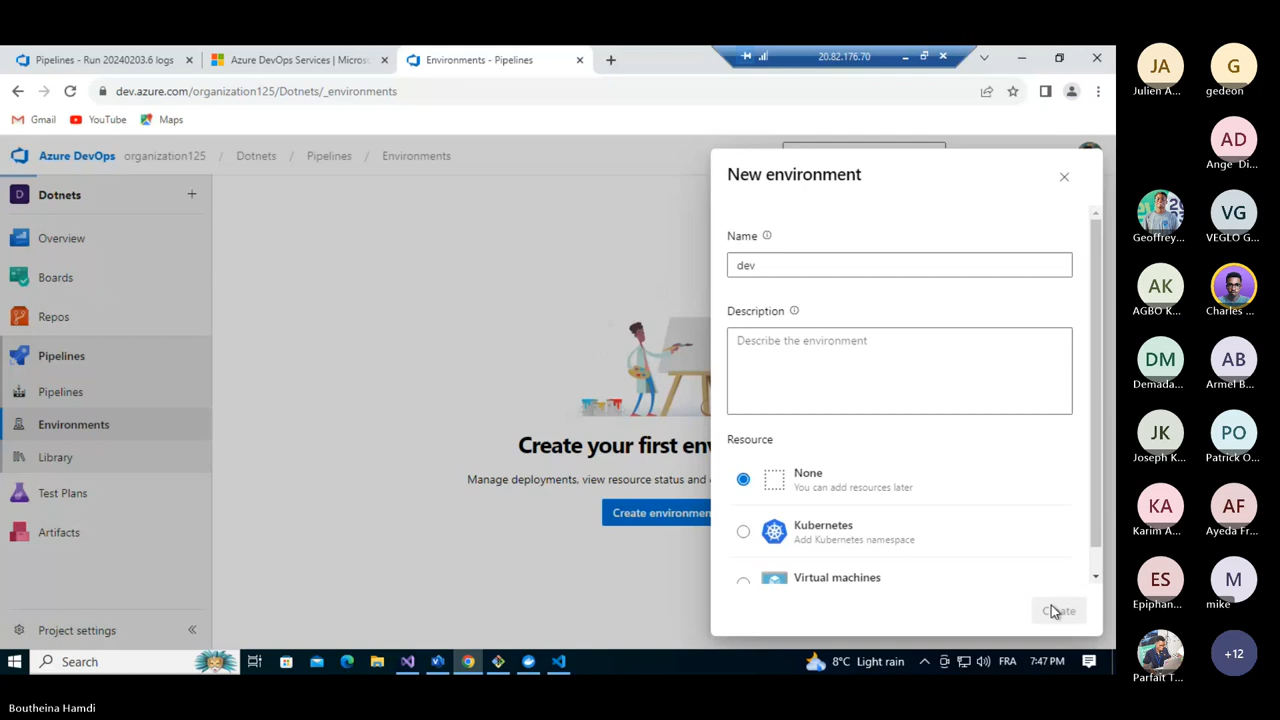 Pipelines - Run 20240203.6 logs
Azure DevOps Services | Micros
Environments - Pipelines
20.82.176.70
dev.azure.com/organization125/Dotnets/_environments
Gmail
YouTube
Maps
Azure DevOps
organization125
/
Dotnets
/
Pipelines
/
Environments
D
Dotnets
Overview
Boards
Repos
Pipelines
Pipelines
Environments
Library
Test Plans
Artifacts
Project settings
Create your first env
Manage deployments, view resource status and
Create environmen
New environment
Name
dev
Description
Describe the environment
Resource
None
You can add resources later
Kubernetes
Add Kubernetes namespace
Virtual machines
Create
Search
8°C Light rain
FRA
7:47 PM
JA
Julien A...
G
gedeon
AD
Ange Di...
Geoffrey...
VG
VEGLO G...
AK
AGBO K...
Charles ...
DM
Demada...
AB
Armel B...
JK
Joseph K...
PO
Patrick O...
KA
Karim A...
AF
Ayeda Fr...
ES
Epiphan...
M
mike
Parfait T...
+12
Boutheina Hamdi